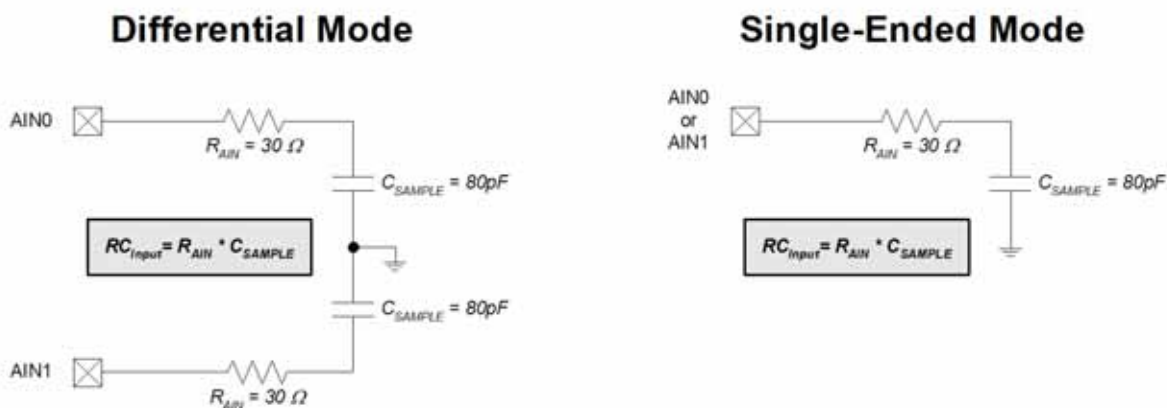 Differential Mode
AIN0
R_AIN = 30 Ω
C_SAMPLE = 80pF
RC_Input = R_AIN * C_SAMPLE
C_SAMPLE = 80pF
AIN1
R_AIN = 30 Ω
Single-Ended Mode
AIN0
or
AIN1
R_AIN = 30 Ω
C_SAMPLE = 80pF
RC_Input = R_AIN * C_SAMPLE